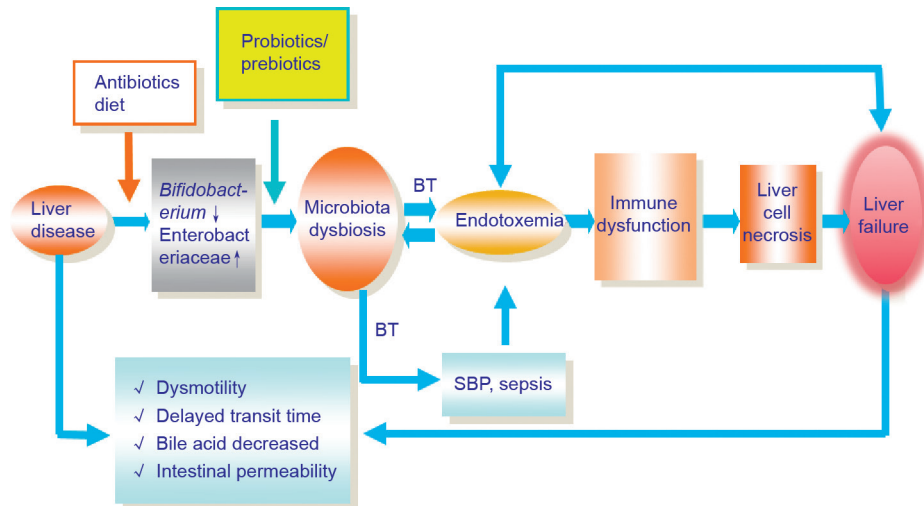 Probiotics/
prebiotics
Antibiotics
diet
Liver
disease
Bifidobact-
erium ↓
Enterobact
eriaceae ↑
Microbiota
dysbiosis
BT
Endotoxemia
Immune
dysfunction
Liver
cell
necrosis
Liver
failure
BT
SBP, sepsis
√ Dysmotility
√ Delayed transit time
√ Bile acid decreased
√ Intestinal permeability